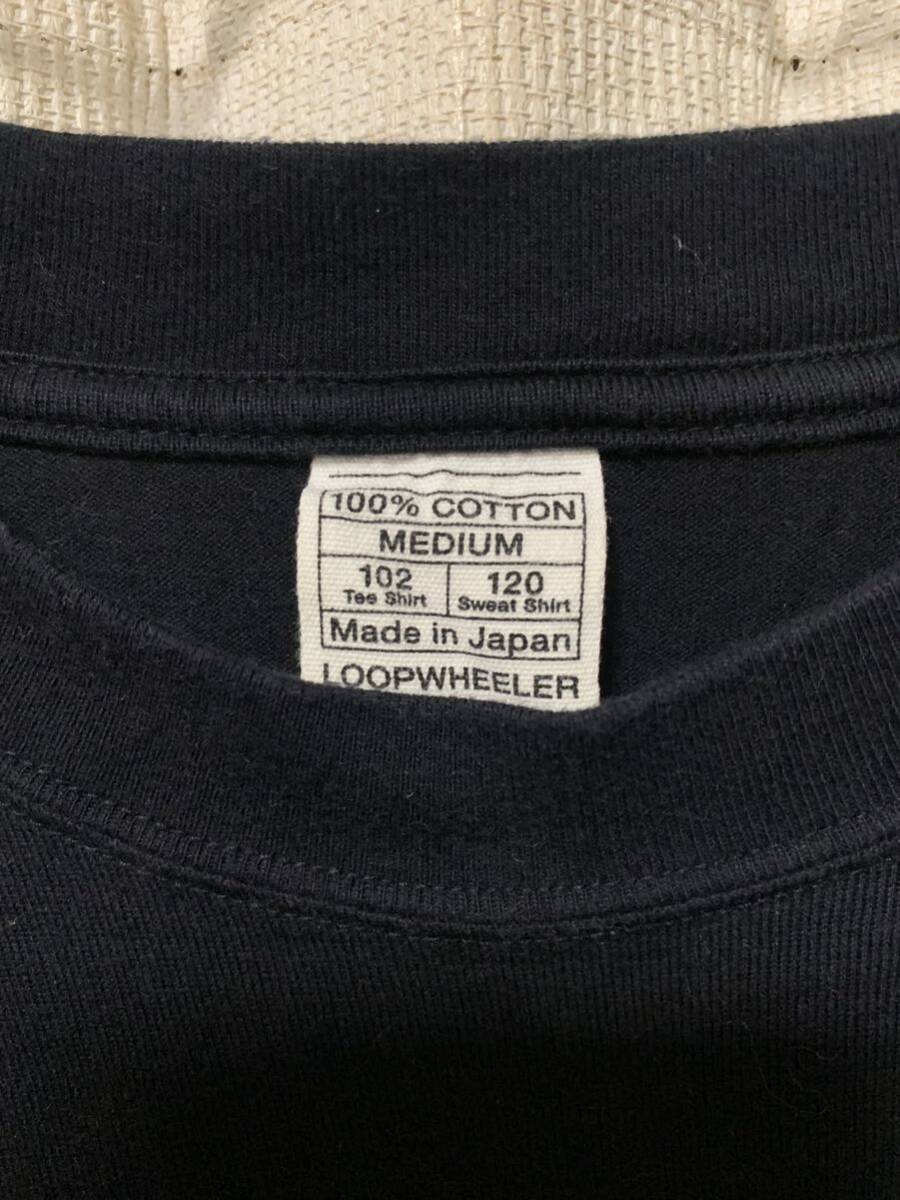 100% COTTON
MEDIUM
102 120
Tee Shirt Sweat Shirt
Made in Japan
LOOPWHEELER